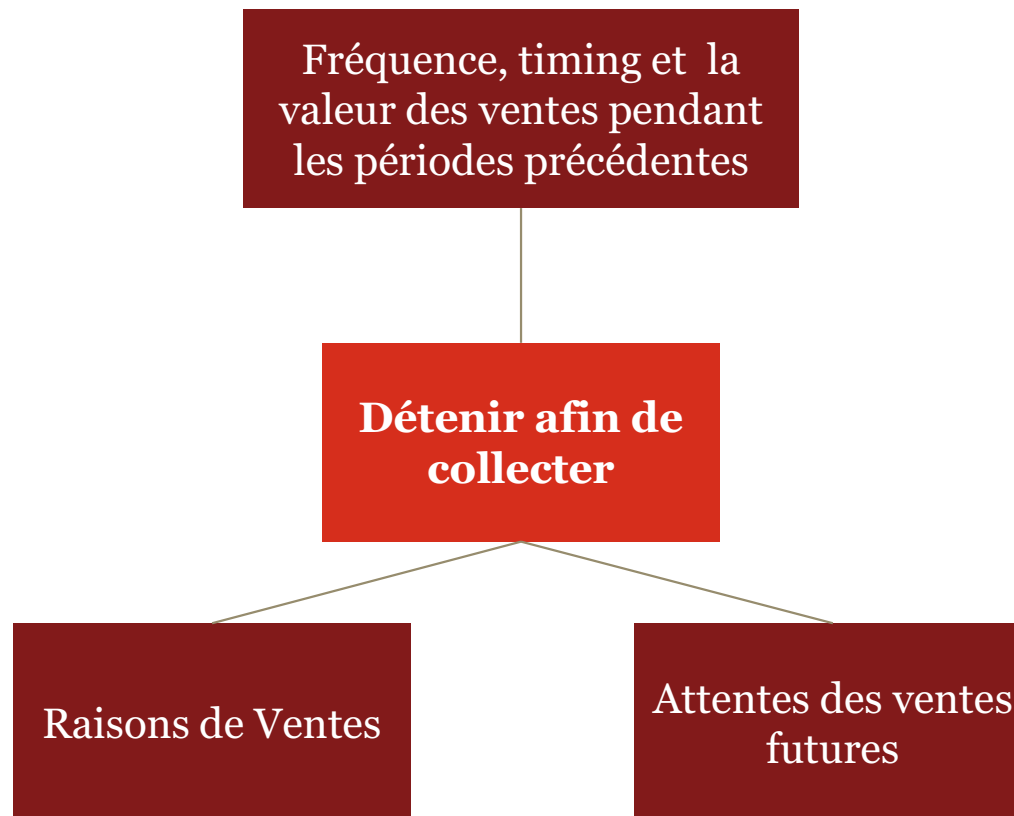 Fréquence, timing et  la
valeur des ventes pendant
les périodes précédentes
Détenir afin de
collecter
Raisons de Ventes
Attentes des ventes
futures